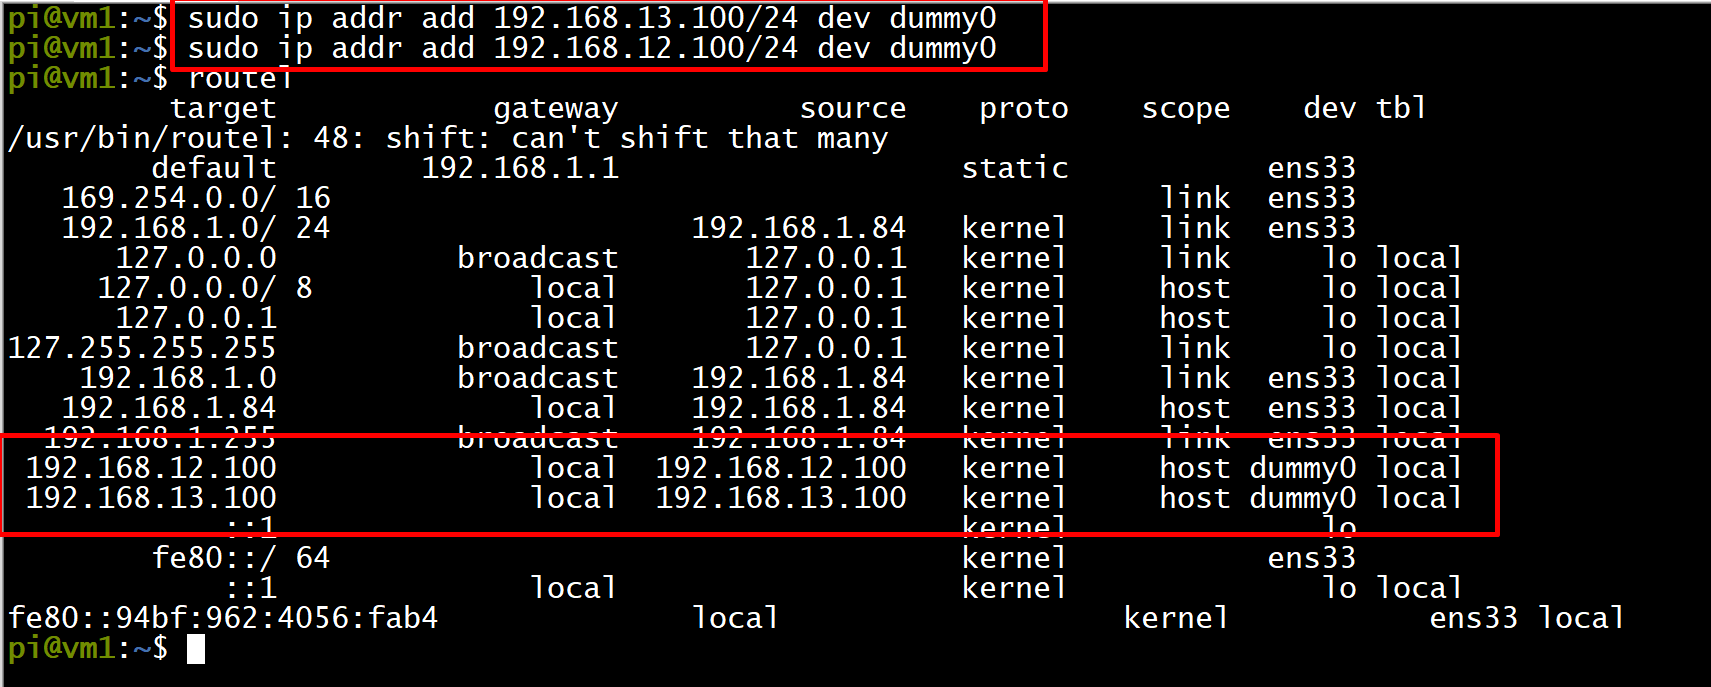 pi@vm1:~$ sudo ip addr add 192.168.13.100/24 dev dummy0
pi@vm1:~$ sudo ip addr add 192.168.12.100/24 dev dummy0
pi@vm1:~$ routel
target gateway source proto scope dev tbl
/usr/bin/routel: 48: shift: can't shift that many
default 192.168.1.1 static ens33
169.254.0.0/ 16 link ens33
192.168.1.0/ 24 192.168.1.84 kernel link ens33
127.0.0.0 broadcast 127.0.0.1 kernel link lo local
127.0.0.0/ 8 local 127.0.0.1 kernel host lo local
127.0.0.1 local 127.0.0.1 kernel host lo local
127.255.255.255 broadcast 127.0.0.1 kernel link lo local
192.168.1.0 broadcast 192.168.1.84 kernel link ens33 local
192.168.1.84 local 192.168.1.84 kernel host ens33 local
192.168.1.255 broadcast 192.168.1.84 kernel link ens33 local
192.168.12.100 local 192.168.12.100 kernel host dummy0 local
192.168.13.100 local 192.168.13.100 kernel host dummy0 local
::1 kernel lo
fe80::/ 64 kernel ens33
::1 local kernel lo local
fe80::94bf:962:4056:fab4 local kernel ens33 local
pi@vm1:~$